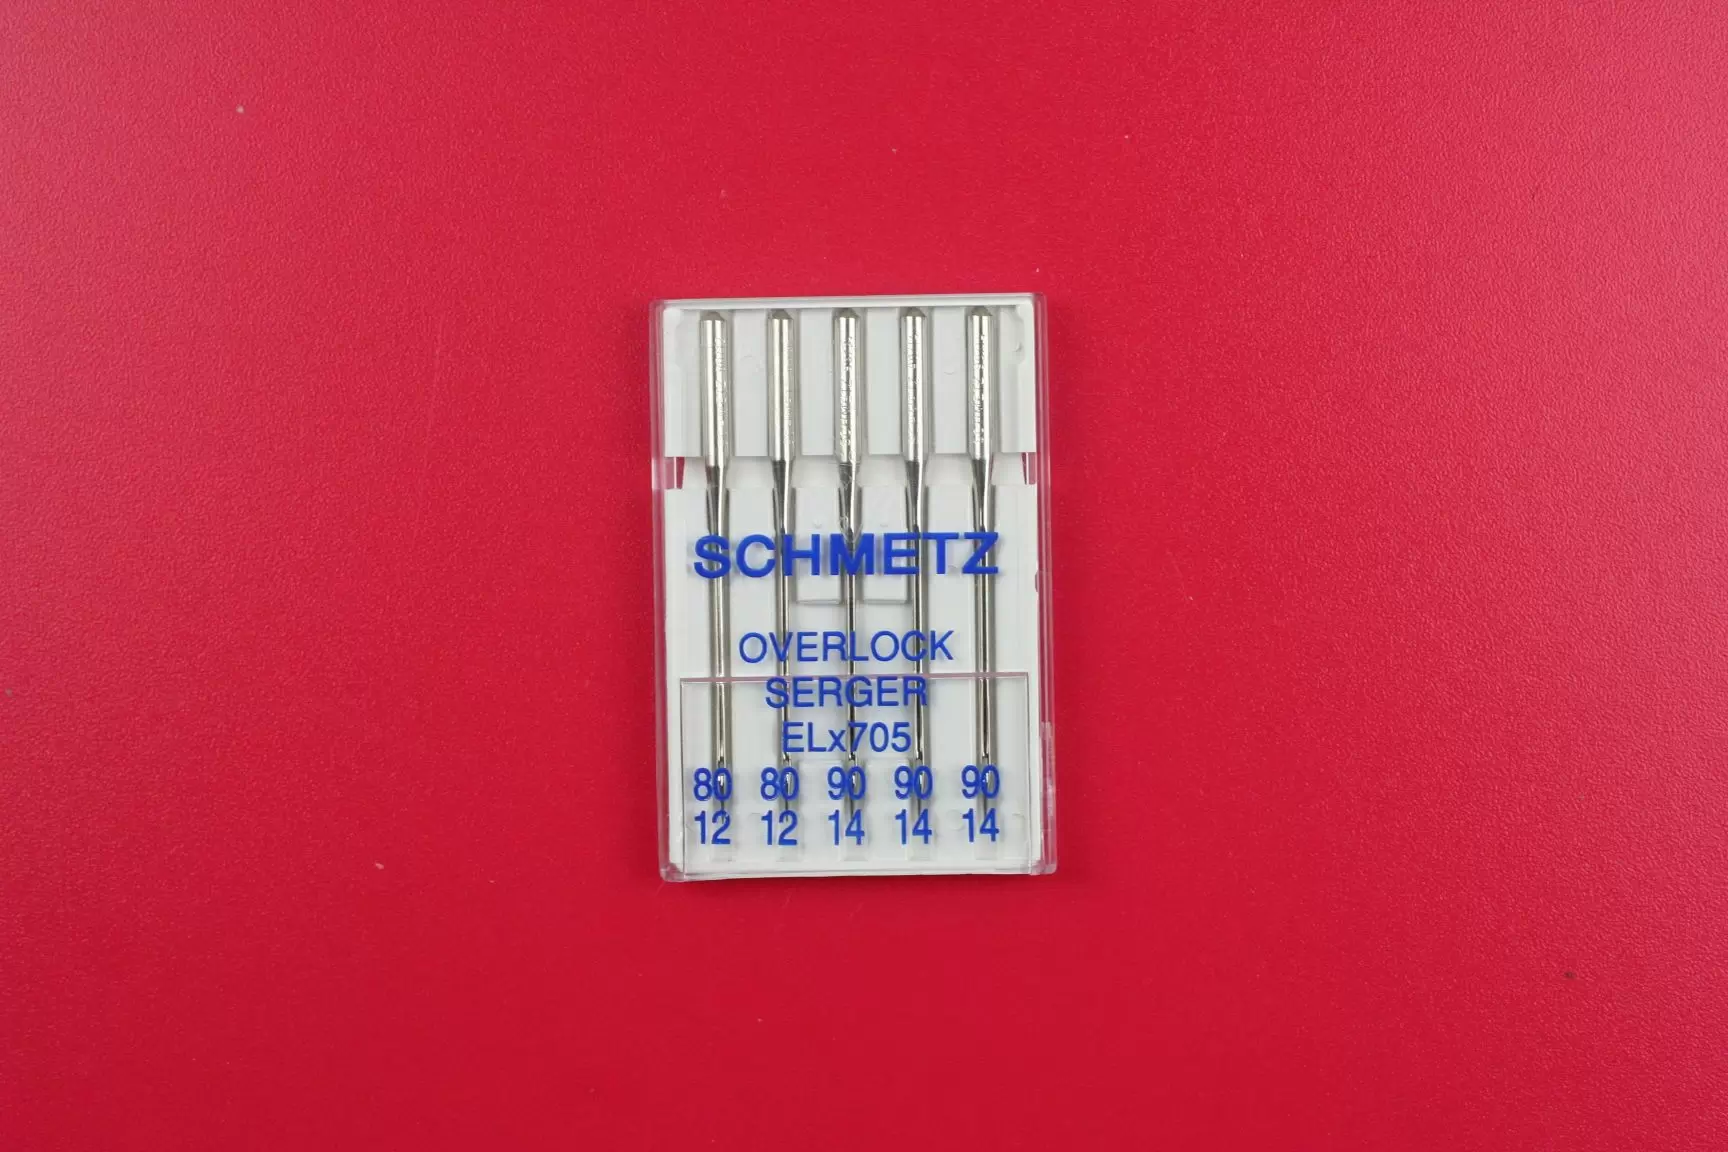 SCHMETZ
OVERLOCK
SERGER
ELx705
80 80 90 90 90
12 12 14 14 14